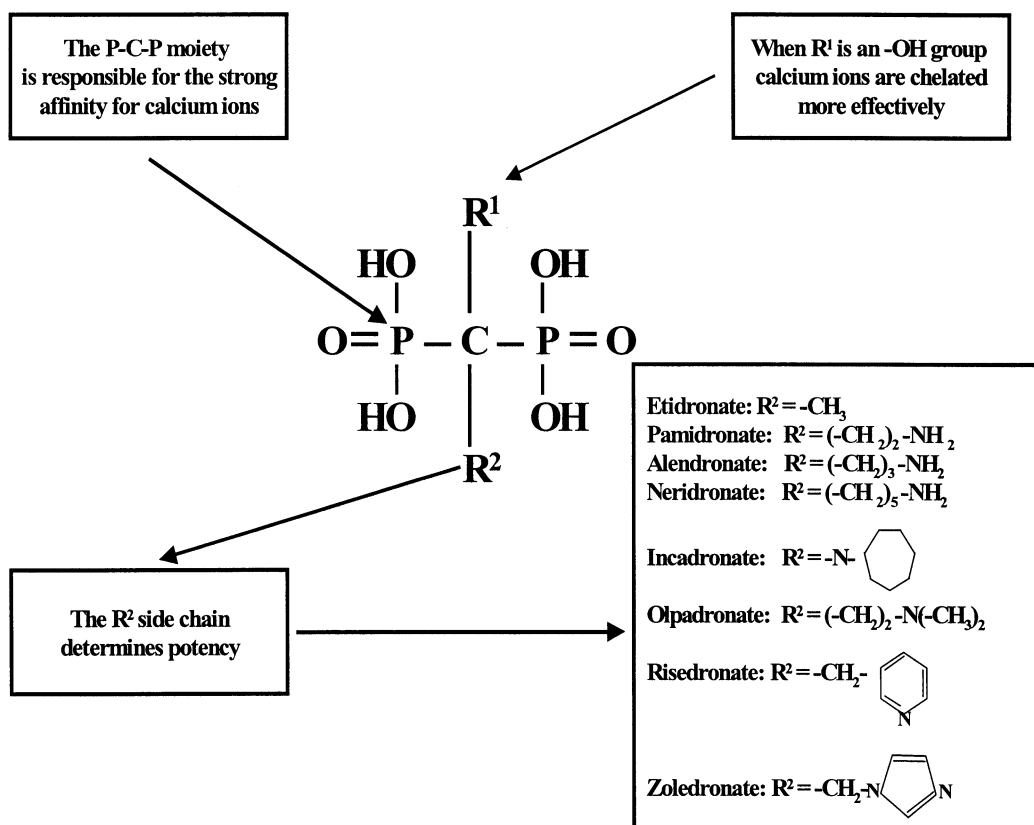 The P-C-P moiety
is responsible for the strong
affinity for calcium ions
When R¹ is an -OH group
calcium ions are chelated
more effectively
R¹
HO OH
O=P – C – P=O
HO OH
R²
The R² side chain
determines potency
Etidronate: R² = -CH₃
Pamidronate: R² = (-CH₂)₂-NH₂
Alendronate: R² = (-CH₂)₃-NH₂
Neridronate: R² = (-CH₂)₅-NH₂
Incadronate: R² = -N-
Olpadronate: R² = (-CH₂)₂-N(-CH₃)₂
Risedronate: R² = -CH₂-
N
Zoledronate: R² = -CH₂-N N